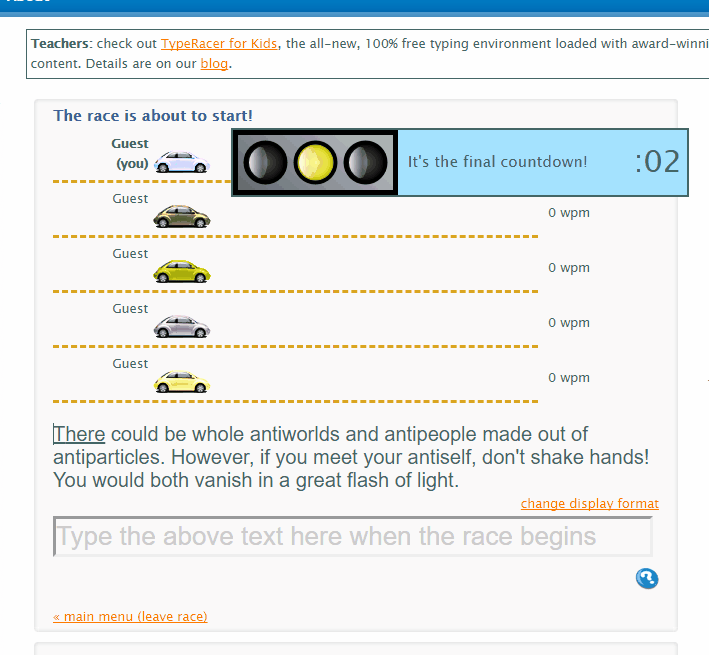 Teachers: check out TypeRacer for Kids, the all-new, 100% free typing environment loaded with
content. Details are on our blog.
The race is about to start!
Guest
(you)
It's the final countdown!
:02
Guest
0 wpm
Guest
0 wpm
Guest
0 wpm
Guest
0 wpm
There could be whole antiworlds and antipeople made out of
antiparticles. However, if you meet your antiself, don't shake hands!
You would both vanish in a great flash of light.
change display format
Type the above text here when the race begins
?
« main menu (leave race)